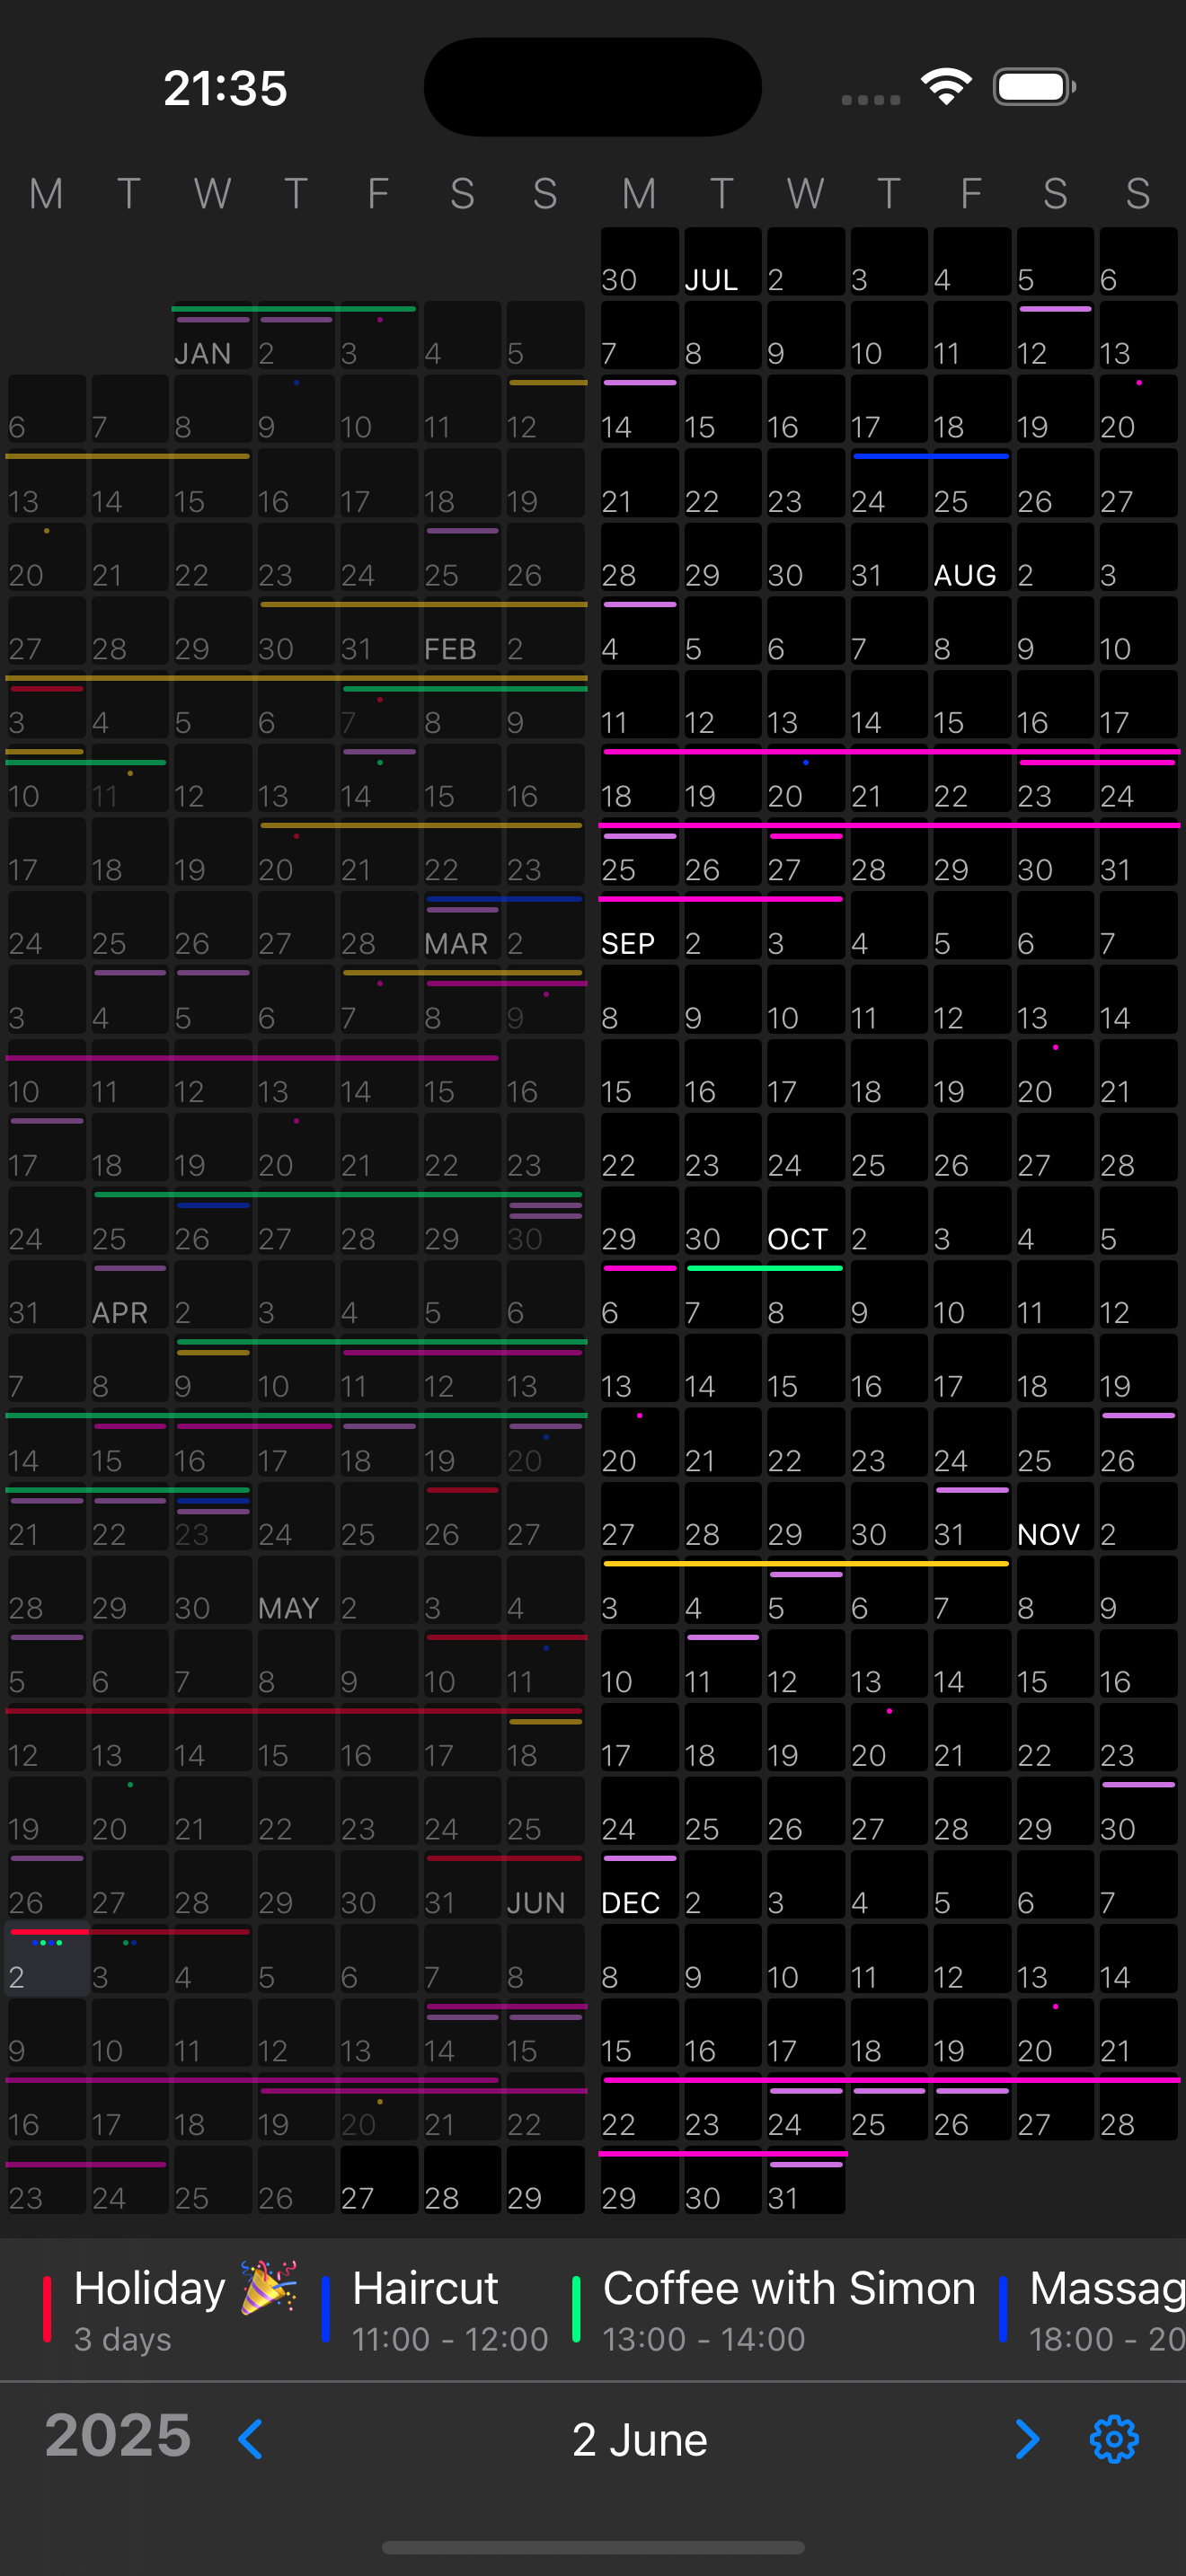 21:35
M T W T F S S M T W T F S S
30 JUL 2 3 4 5 6
JAN 2 3 4 5 7 8 9 10 11 12 13
6 7 8 9 10 11 12 14 15 16 17 18 19 20
13 14 15 16 17 18 19 21 22 23 24 25 26 27
20 21 22 23 24 25 26 28 29 30 31 AUG 2 3
27 28 29 30 31 FEB 2 4 5 6 7 8 9 10
3 4 5 6 7 8 9 11 12 13 14 15 16 17
10 11 12 13 14 15 16 18 19 20 21 22 23 24
17 18 19 20 21 22 23 25 26 27 28 29 30 31
24 25 26 27 28 MAR 2 SEP 2 3 4 5 6 7
3 4 5 6 7 8 9 8 9 10 11 12 13 14
10 11 12 13 14 15 16 15 16 17 18 19 20 21
17 18 19 20 21 22 23 22 23 24 25 26 27 28
24 25 26 27 28 29 30 29 30 OCT 2 3 4 5
31 APR 2 3 4 5 6 6 7 8 9 10 11 12
7 8 9 10 11 12 13 13 14 15 16 17 18 19
14 15 16 17 18 19 20 20 21 22 23 24 25 26
21 22 23 24 25 26 27 27 28 29 30 31 NOV 2
28 29 30 MAY 2 3 4 3 4 5 6 7 8 9
5 6 7 8 9 10 11 10 11 12 13 14 15 16
12 13 14 15 16 17 18 17 18 19 20 21 22 23
19 20 21 22 23 24 25 24 25 26 27 28 29 30
26 27 28 29 30 31 JUN DEC 2 3 4 5 6 7
2 3 4 5 6 7 8 8 9 10 11 12 13 14
9 10 11 12 13 14 15 15 16 17 18 19 20 21
16 17 18 19 20 21 22 22 23 24 25 26 27 28
23 24 25 26 27 28 29 29 30 31
Holiday 🎉 Haircut Coffee with Simon Massag
3 days 11:00 - 12:00 13:00 - 14:00 18:00 - 20
2025 2 June